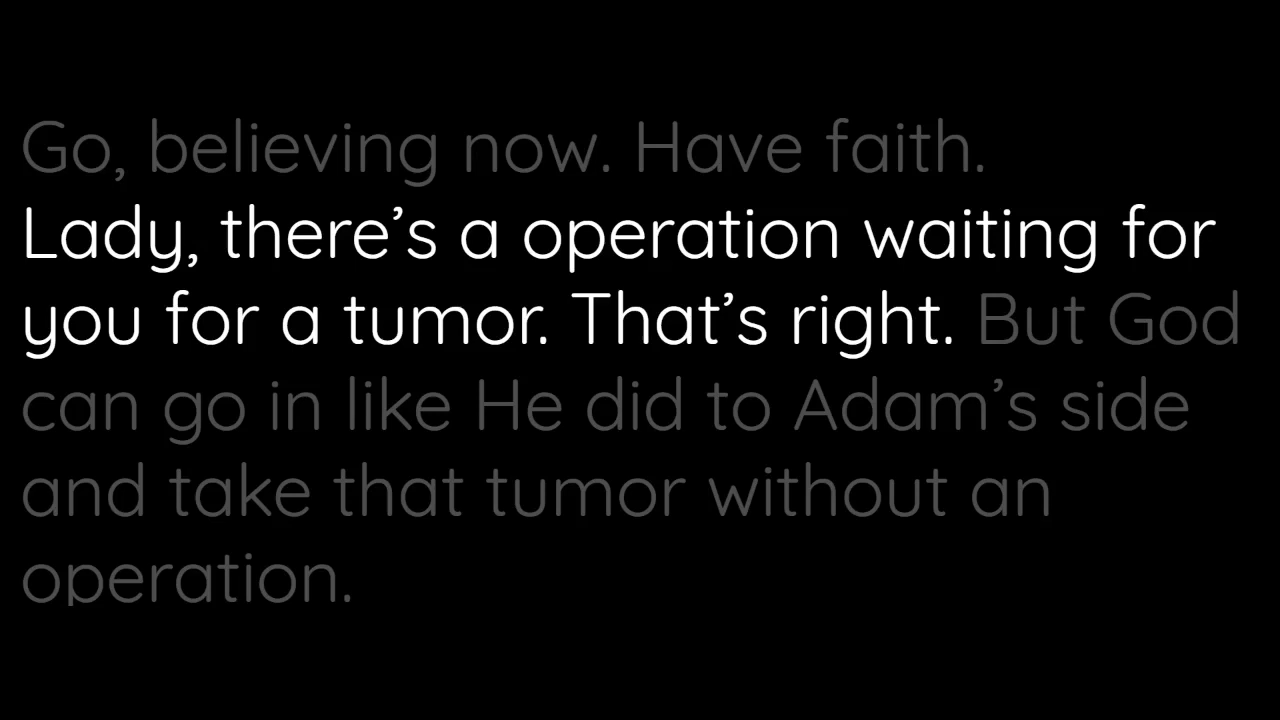 Go, believing now. Have faith.
Lady, there’s a operation waiting for
you for a tumor. That’s right. But God
can go in like He did to Adam’s side
and take that tumor without an
operation.